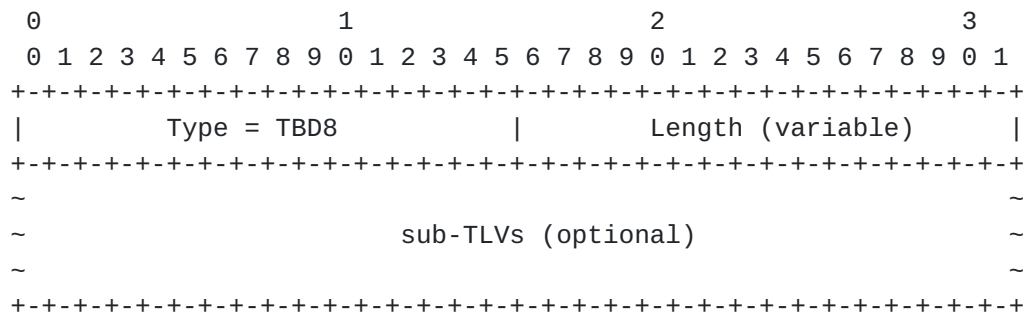 0                   1                   2                   3
 0 1 2 3 4 5 6 7 8 9 0 1 2 3 4 5 6 7 8 9 0 1 2 3 4 5 6 7 8 9 0 1
+-+-+-+-+-+-+-+-+-+-+-+-+-+-+-+-+-+-+-+-+-+-+-+-+-+-+-+-+-+-+-+-+
|         Type = TBD8           |        Length (variable)      |
+-+-+-+-+-+-+-+-+-+-+-+-+-+-+-+-+-+-+-+-+-+-+-+-+-+-+-+-+-+-+-+-+
~                                                               ~
~                        sub-TLVs (optional)                    ~
~                                                               ~
+-+-+-+-+-+-+-+-+-+-+-+-+-+-+-+-+-+-+-+-+-+-+-+-+-+-+-+-+-+-+-+-+